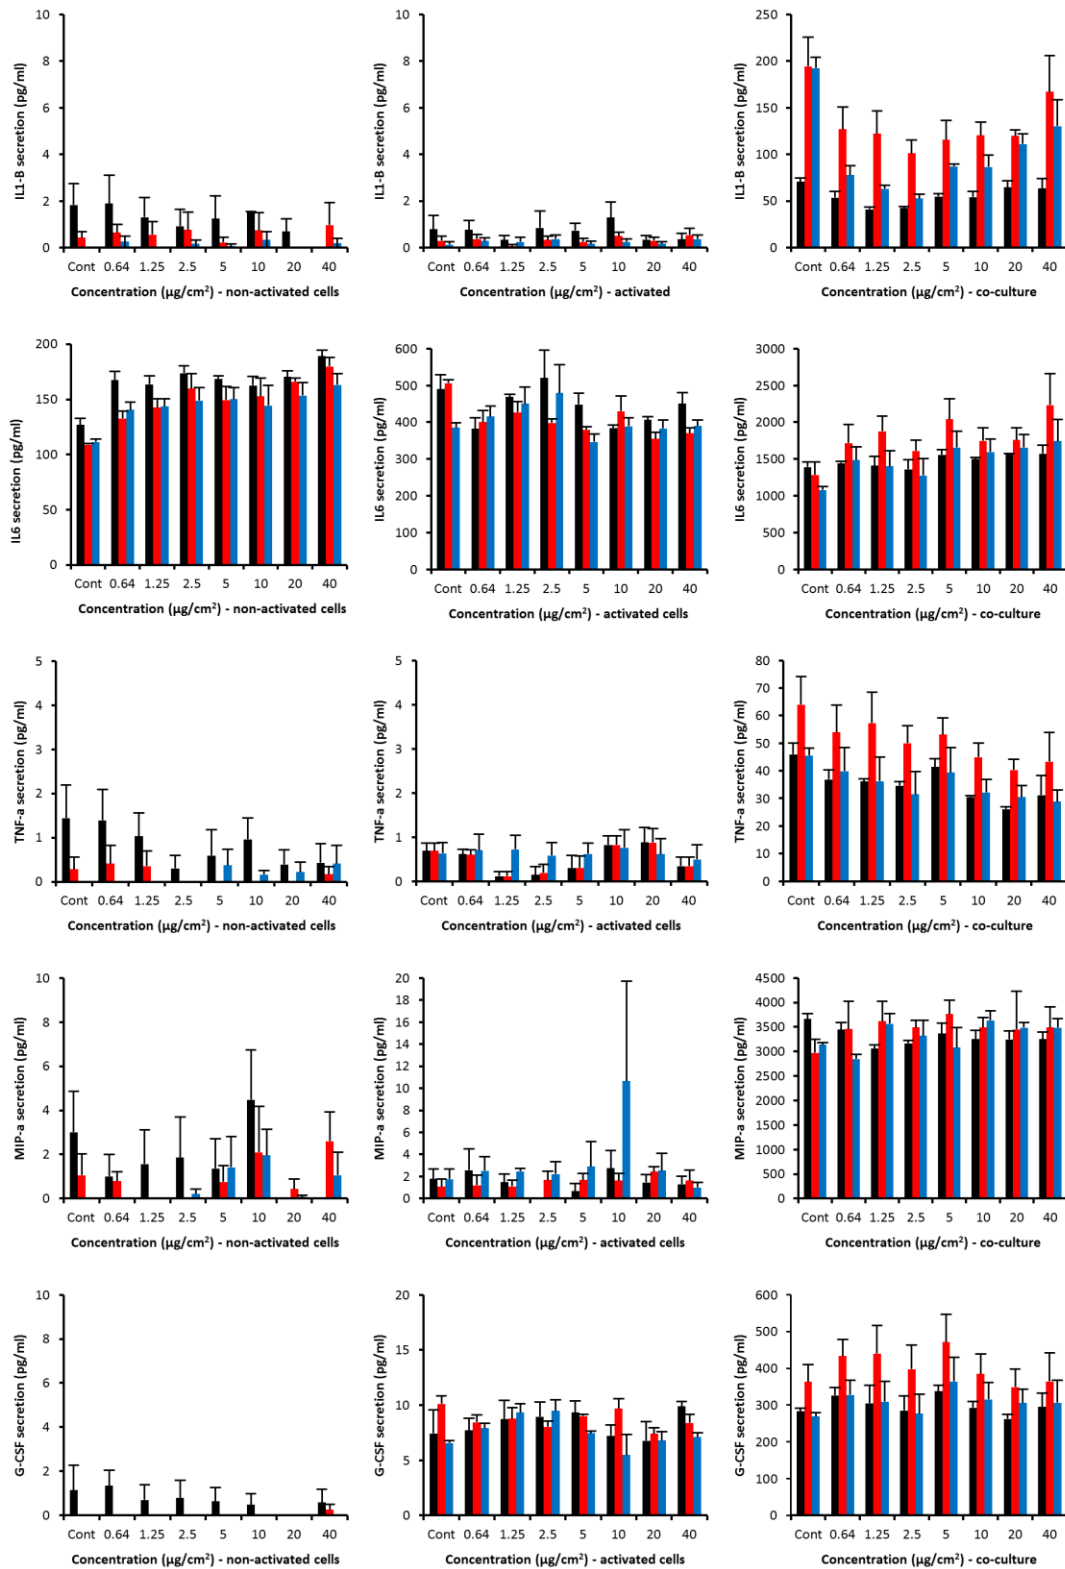 IL1-B secretion (pg/ml)
10
8
6
4
2
0
Cont 0.64 1.25 2.5 5 10 20 40
Concentration (µg/cm²) - non-activated cells
IL1-B secretion (pg/ml)
10
8
6
4
2
0
Cont 0.64 1.25 2.5 5 10 20 40
Concentration (µg/cm²) - activated
IL1-B secretion (pg/ml)
250
200
150
100
50
0
Cont 0.64 1.25 2.5 5 10 20 40
Concentration (µg/cm²) - co-culture
IL6 secretion (pg/ml)
200
150
100
50
0
Cont 0.64 1.25 2.5 5 10 20 40
Concentration (µg/cm²) - non-activated cells
IL6 secretion (pg/ml)
600
500
400
300
200
100
0
Cont 0.64 1.25 2.5 5 10 20 40
Concentration (µg/cm²) - activated cells
IL6 secretion (pg/ml)
3000
2500
2000
1500
1000
500
0
Cont 0.64 1.25 2.5 5 10 20 40
Concentration (µg/cm²) - co-culture
TNF-a secretion (pg/ml)
5
4
3
2
1
0
Cont 0.64 1.25 2.5 5 10 20 40
Concentration (µg/cm²) - non-activated cells
TNF-a secretion (pg/ml)
5
4
3
2
1
0
Cont 0.64 1.25 2.5 5 10 20 40
Concentration (µg/cm²) - activated cells
TNF-a secretion (pg/ml)
80
70
60
50
40
30
20
10
0
Cont 0.64 1.25 2.5 5 10 20 40
Concentration (µg/cm²) - co-culture
MIP-a secretion (pg/ml)
10
8
6
4
2
0
Cont 0.64 1.25 2.5 5 10 20 40
Concentration (µg/cm²) - non-activated cells
MIP-a secretion (pg/ml)
20
18
16
14
12
10
8
6
4
2
0
Cont 0.64 1.25 2.5 5 10 20 40
Concentration (µg/cm²) - activated cells
MIP-a secretion (pg/ml)
4500
4000
3500
3000
2500
2000
1500
1000
500
0
Cont 0.64 1.25 2.5 5 10 20 40
Concentration (µg/cm²) - co-culture
G-CSF secretion (pg/ml)
10
8
6
4
2
0
Cont 0.64 1.25 2.5 5 10 20 40
Concentration (µg/cm²) - non-activated cells
G-CSF secretion (pg/ml)
20
15
10
5
0
Cont 0.64 1.25 2.5 5 10 20 40
Concentration (µg/cm²) - activated cells
G-CSF secretion (pg/ml)
600
500
400
300
200
100
0
Cont 0.64 1.25 2.5 5 10 20 40
Concentration (µg/cm²) - co-culture